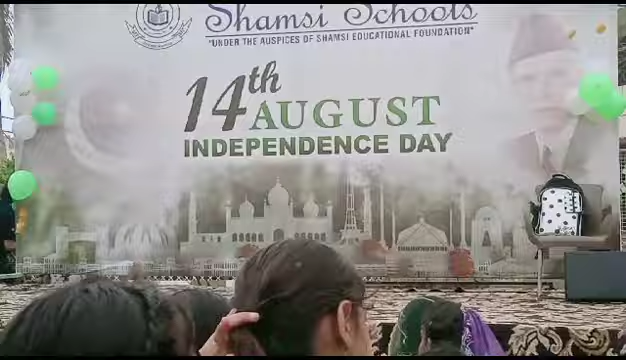 Shamsi Schools
"UNDER THE AUSPICES OF SHAMSI EDUCATIONAL FOUNDATION"
14th
AUGUST
INDEPENDENCE DAY